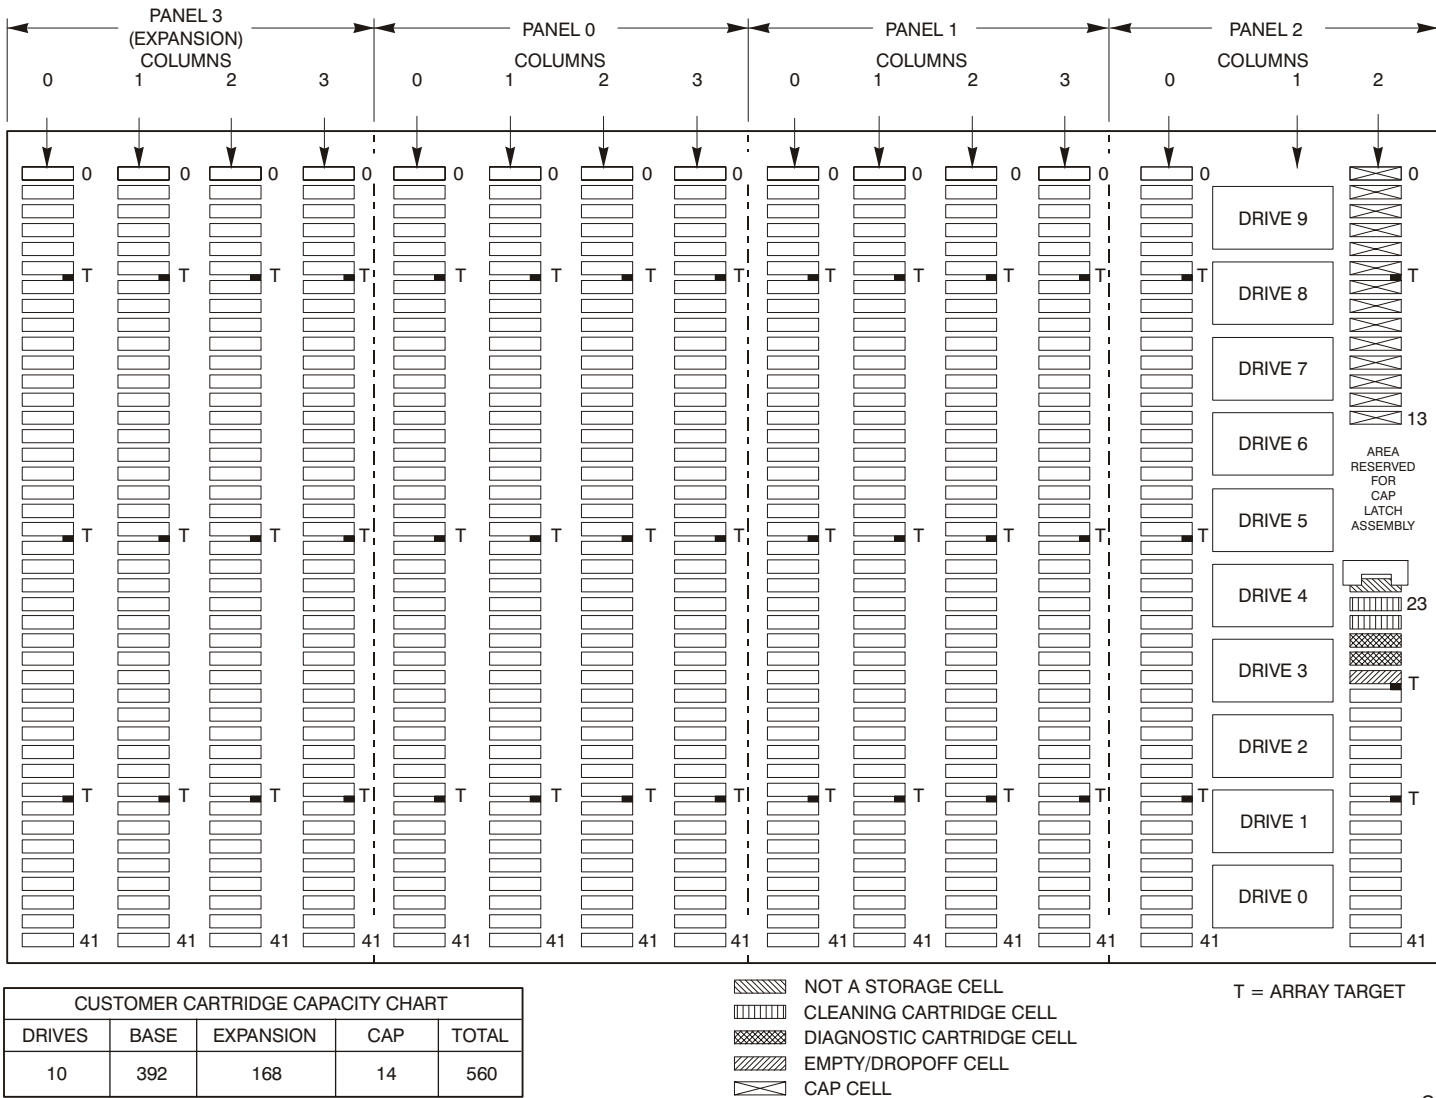 PANEL 3
(EXPANSION)
COLUMNS
PANEL 0
COLUMNS
PANEL 1
COLUMNS
PANEL 2
COLUMNS
0 1 2 3 0 1 2 3 0 1 2 3 0 1 2
0 0 0 0 0 0 0 0 0 0 0 0 0 0
DRIVE 9
T T T T T T T T T T T T T T
DRIVE 8
DRIVE 7
13
DRIVE 6
AREA
RESERVED
FOR
CAP
LATCH
ASSEMBLY
DRIVE 5
T T T T T T T T T T T T T
DRIVE 4
23
DRIVE 3
T
DRIVE 2
T T T T T T T T T T T T T T
DRIVE 1
DRIVE 0
41 41 41 41 41 41 41 41 41 41 41 41 41 41
CUSTOMER CARTRIDGE CAPACITY CHART
DRIVES BASE EXPANSION CAP TOTAL
10 392 168 14 560
NOT A STORAGE CELL
CLEANING CARTRIDGE CELL
DIAGNOSTIC CARTRIDGE CELL
EMPTY/DROPOFF CELL
CAP CELL
T = ARRAY TARGET